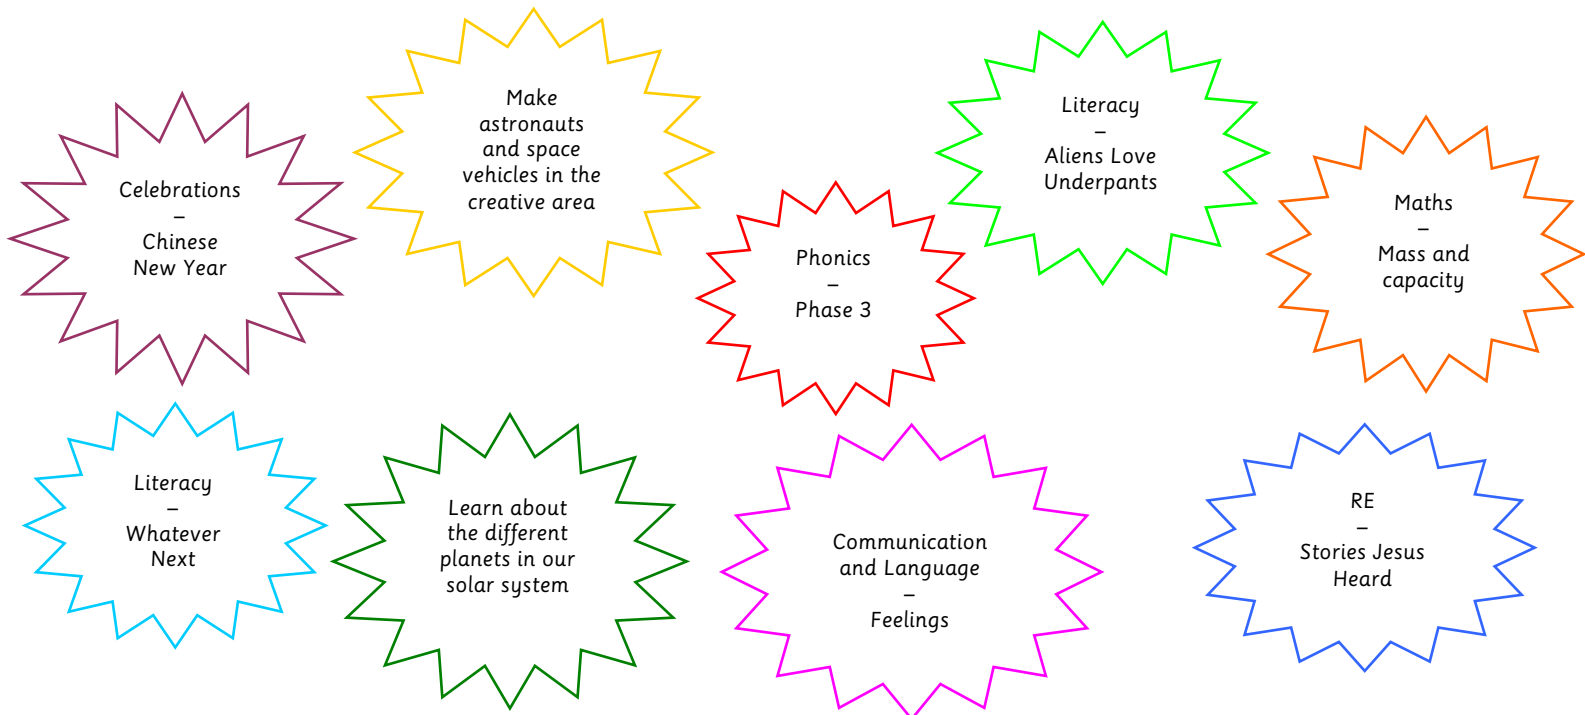 Celebrations
–
Chinese
New Year
Make
astronauts
and space
vehicles in the
creative area
Phonics
–
Phase 3
Literacy
–
Aliens Love
Underpants
Maths
–
Mass and
capacity
Literacy
–
Whatever
Next
Learn about
the different
planets in our
solar system
Communication
and Language
–
Feelings
RE
–
Stories Jesus
Heard